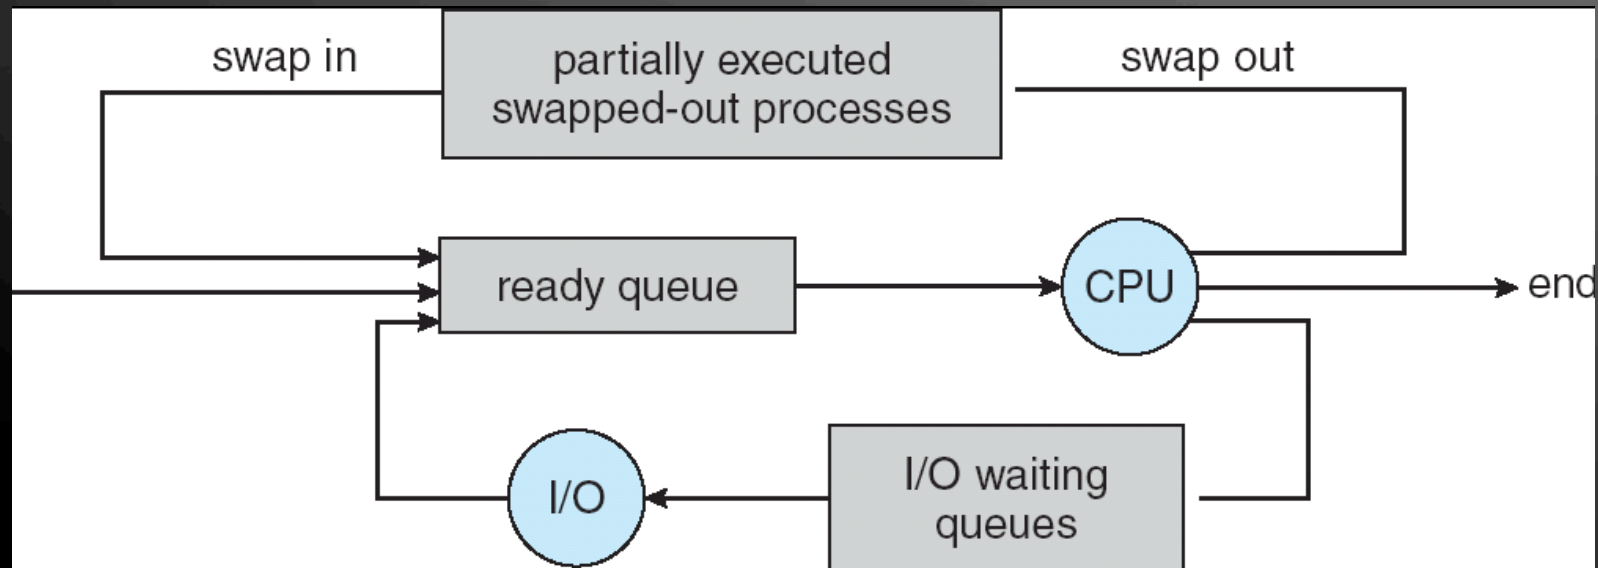 swap in
partially executed
swapped-out processes
swap out
ready queue
CPU
end
I/O
I/O waiting
queues